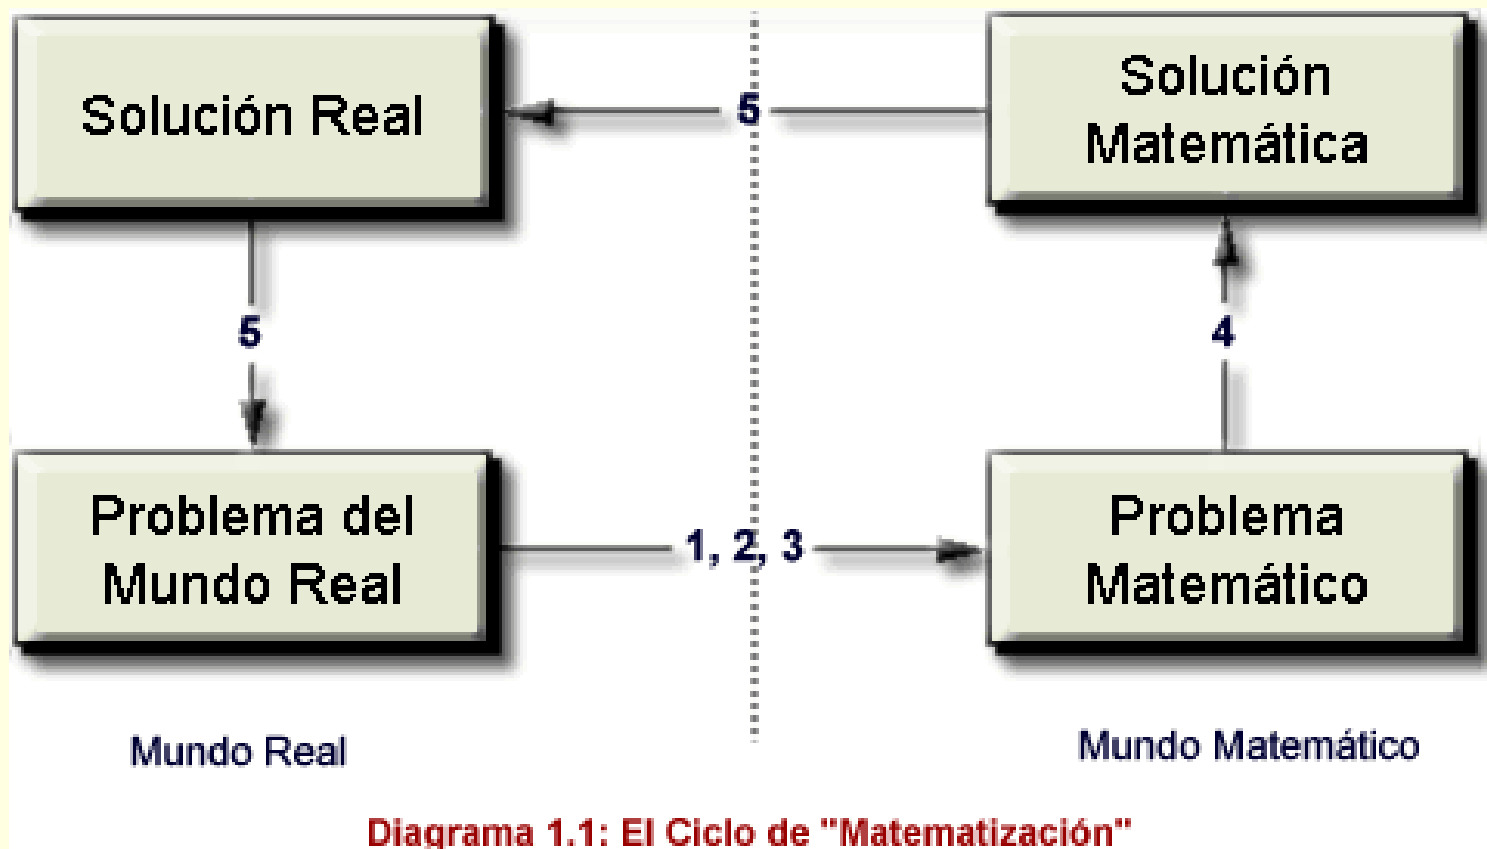 Solución Real
5
Solución
Matemática
5
4
Problema del
Mundo Real
1, 2, 3
Problema
Matemático
Mundo Real
Mundo Matemático
Diagrama 1.1: El Ciclo de "Matematización"